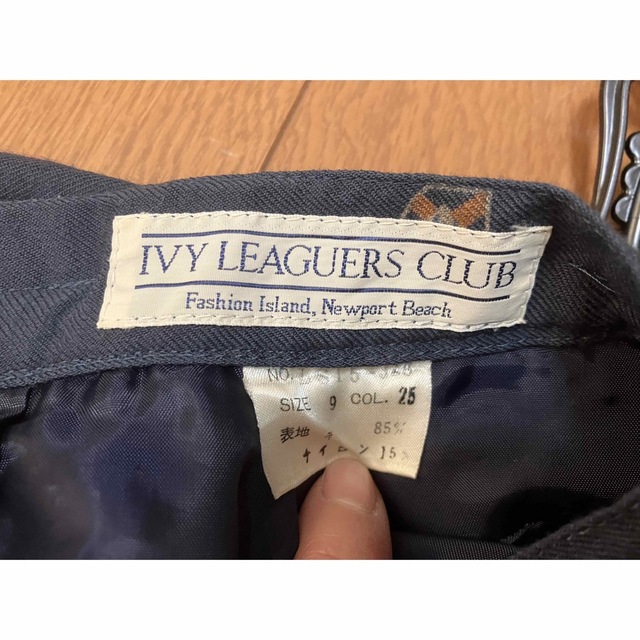 IVY LEAGUERS CLUB
Fashion Island, Newport Beach
NO.
SIZE 9 COL. 25
表地 85%
ナイロン 15%